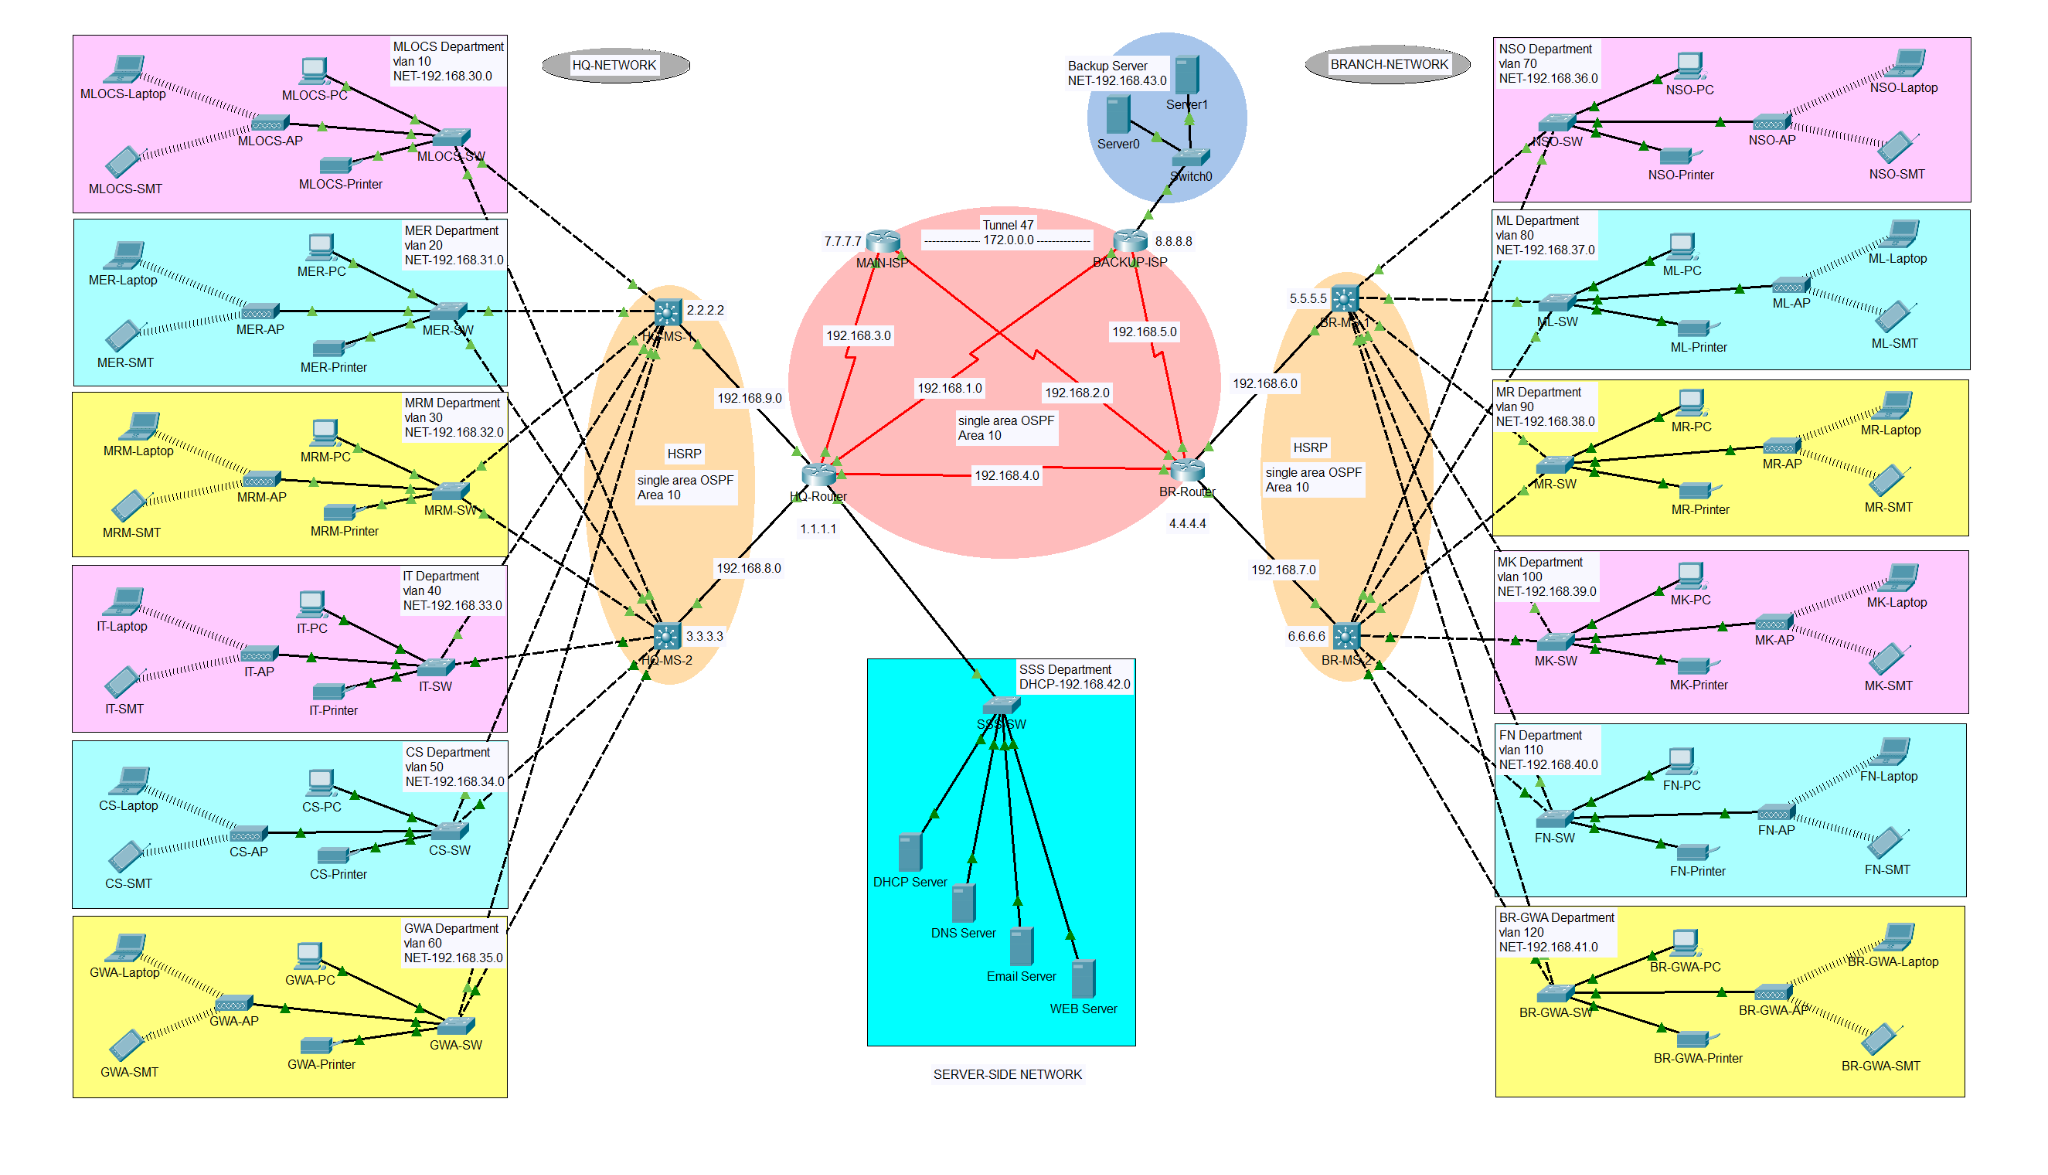 HQ-NETWORK
BRANCH-NETWORK
MLOCS Department
vlan 10
NET-192.168.30.0
MLOCS-Laptop
MLOCS-PC
MLOCS-AP
MLOCS-SW
MLOCS-SMT
MLOCS-Printer
MER Department
vlan 20
NET-192.168.31.0
MER-Laptop
MER-PC
MER-AP
MER-SW
MER-SMT
MER-Printer
MRM Department
vlan 30
NET-192.168.32.0
MRM-Laptop
MRM-PC
MRM-AP
MRM-SW
MRM-SMT
MRM-Printer
IT Department
vlan 40
NET-192.168.33.0
IT-Laptop
IT-PC
IT-AP
IT-SW
IT-SMT
IT-Printer
CS Department
vlan 50
NET-192.168.34.0
CS-Laptop
CS-PC
CS-AP
CS-SW
CS-SMT
CS-Printer
GWA Department
vlan 60
NET-192.168.35.0
GWA-Laptop
GWA-PC
GWA-AP
GWA-SW
GWA-SMT
GWA-Printer
2.2.2.2
HQ-MS-1
HSRP
single area OSPF
Area 10
3.3.3.3
HQ-MS-2
192.168.9.0
192.168.8.0
Backup Server
NET-192.168.43.0
Server1
Server0
Switch0
Tunnel 47
172.0.0.0
7.7.7.7
MAIN-ISP
8.8.8.8
BACKUP-ISP
192.168.3.0
192.168.5.0
192.168.1.0
192.168.2.0
single area OSPF
Area 10
192.168.4.0
HQ-Router
1.1.1.1
BR-Router
4.4.4.4
192.168.6.0
192.168.7.0
SSS Department
DHCP-192.168.42.0
SSS-SW
DHCP Server
DNS Server
Email Server
WEB Server
SERVER-SIDE NETWORK
5.5.5.5
BR-MS-1
HSRP
single area OSPF
Area 10
6.6.6.6
BR-MS-2
NSO Department
vlan 70
NET-192.168.36.0
NSO-PC
NSO-Laptop
NSO-SW
NSO-AP
NSO-Printer
NSO-SMT
ML Department
vlan 80
NET-192.168.37.0
ML-PC
ML-Laptop
ML-SW
ML-AP
ML-Printer
ML-SMT
MR Department
vlan 90
NET-192.168.38.0
MR-PC
MR-Laptop
MR-SW
MR-AP
MR-Printer
MR-SMT
MK Department
vlan 100
NET-192.168.39.0
MK-PC
MK-Laptop
MK-SW
MK-AP
MK-Printer
MK-SMT
FN Department
vlan 110
NET-192.168.40.0
FN-PC
FN-Laptop
FN-SW
FN-AP
FN-Printer
FN-SMT
BR-GWA Department
vlan 120
NET-192.168.41.0
BR-GWA-PC
BR-GWA-Laptop
BR-GWA-SW
BR-GWA-AP
BR-GWA-Printer
BR-GWA-SMT